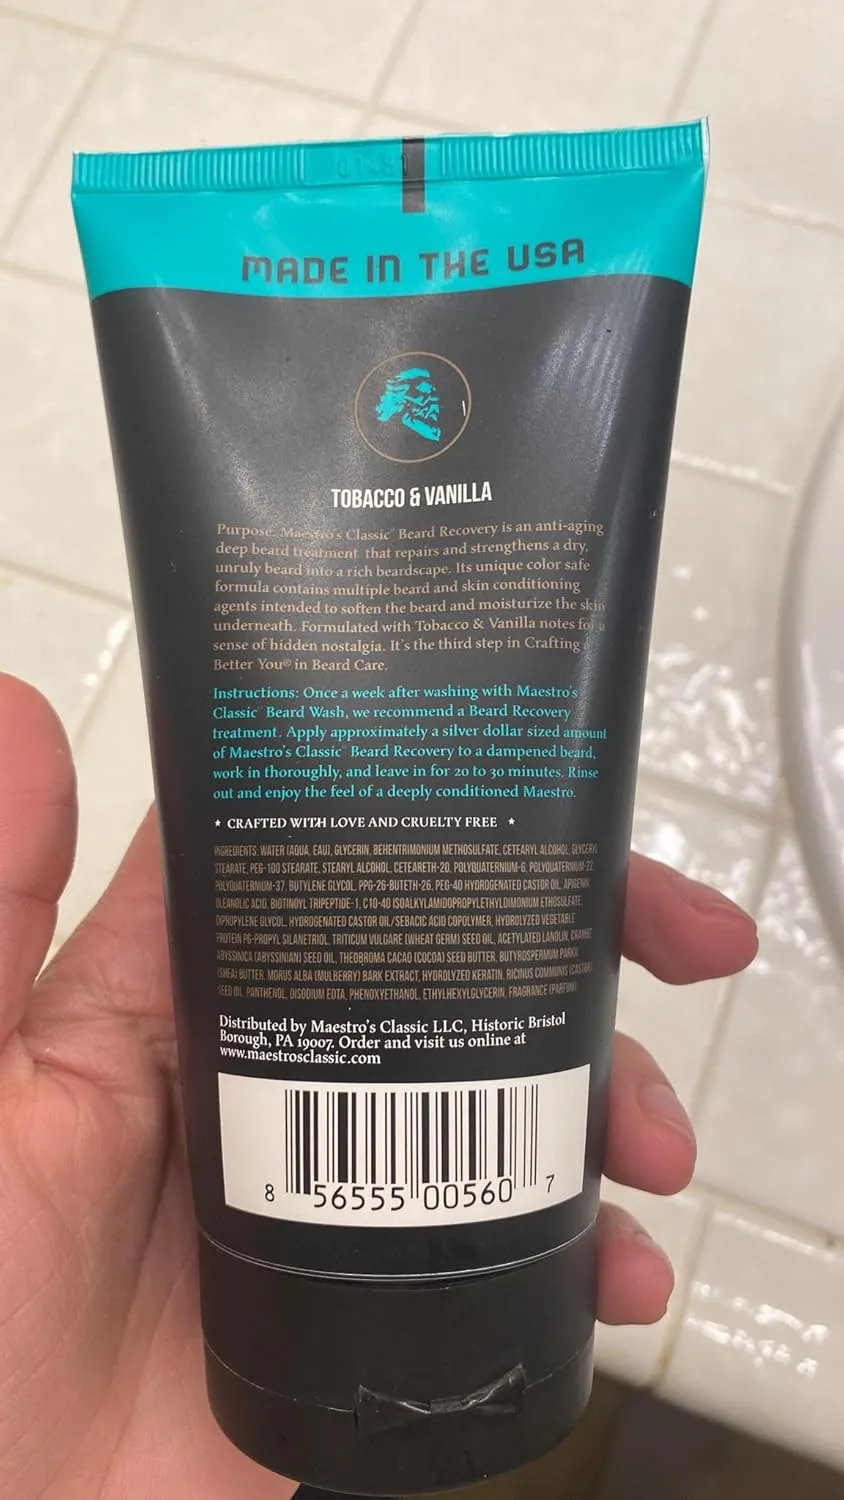 MADE IN THE USA
TOBACCO & VANILLA
Purpose: Maestro's Classic® Beard Recovery is an anti-aging
deep beard treatment that repairs and strengthens a dry,
unruly beard into a rich beardscape. Its unique color safe
formula contains multiple beard and skin conditioning
agents intended to soften the beard and moisturize the skin
underneath. Formulated with Tobacco & Vanilla notes for a
sense of hidden nostalgia. It's the third step in Crafting a
Better You® in Beard Care.
Instructions: Once a week after washing with Maestro's
Classic® Beard Wash, we recommend a Beard Recovery
treatment. Apply approximately a silver dollar sized amount
of Maestro's Classic® Beard Recovery to a dampened beard,
work in thoroughly, and leave in for 20 to 30 minutes. Rinse
out and enjoy the feel of a deeply conditioned Maestro.
★ CRAFTED WITH LOVE AND CRUELTY FREE ★
INGREDIENTS: WATER (AQUA, EAU), GLYCERIN, BEHENTRIMONIUM METHOSULFATE, CETEARYL ALCOHOL, GLYCERYL
STEARATE, PEG-100 STEARATE, STEARYL ALCOHOL, CETEARETH-20, POLYQUATERNIUM-6, POLYQUATERNIUM-22,
POLYQUATERNIUM-37, BUTYLENE GLYCOL, PPG-26-BUTETH-26, PEG-40 HYDROGENATED CASTOR OIL, APIGENIN,
OLEANOLIC ACID, BIOTINOYL TRIPEPTIDE-1, C10-40 ISOALKYLAMIDOPROPYLETHYLDIMONIUM ETHOSULFATE,
DIPROPYLENE GLYCOL, HYDROGENATED CASTOR OIL/SEBACIC ACID COPOLYMER, HYDROLYZED VEGETABLE
PROTEIN PG-PROPYL SILANETRIOL, TRITICUM VULGARE (WHEAT GERM) SEED OIL, ACETYLATED LANOLIN, CRAMBE
ABYSSINICA (ABYSSINIAN) SEED OIL, THEOBROMA CACAO (COCOA) SEED BUTTER, BUTYROSPERMUM PARKII
(SHEA) BUTTER, MORUS ALBA (MULBERRY) BARK EXTRACT, HYDROLYZED KERATIN, RICINUS COMMUNIS (CASTOR)
SEED OIL, PANTHENOL, DISODIUM EDTA, PHENOXYETHANOL, ETHYLHEXYLGLYCERIN, FRAGRANCE (PARFUM)
Distributed by Maestro's Classic LLC, Historic Bristol
Borough, PA 19007. Order and visit us online at
www.maestrosclassic.com
8 56555 00560 7